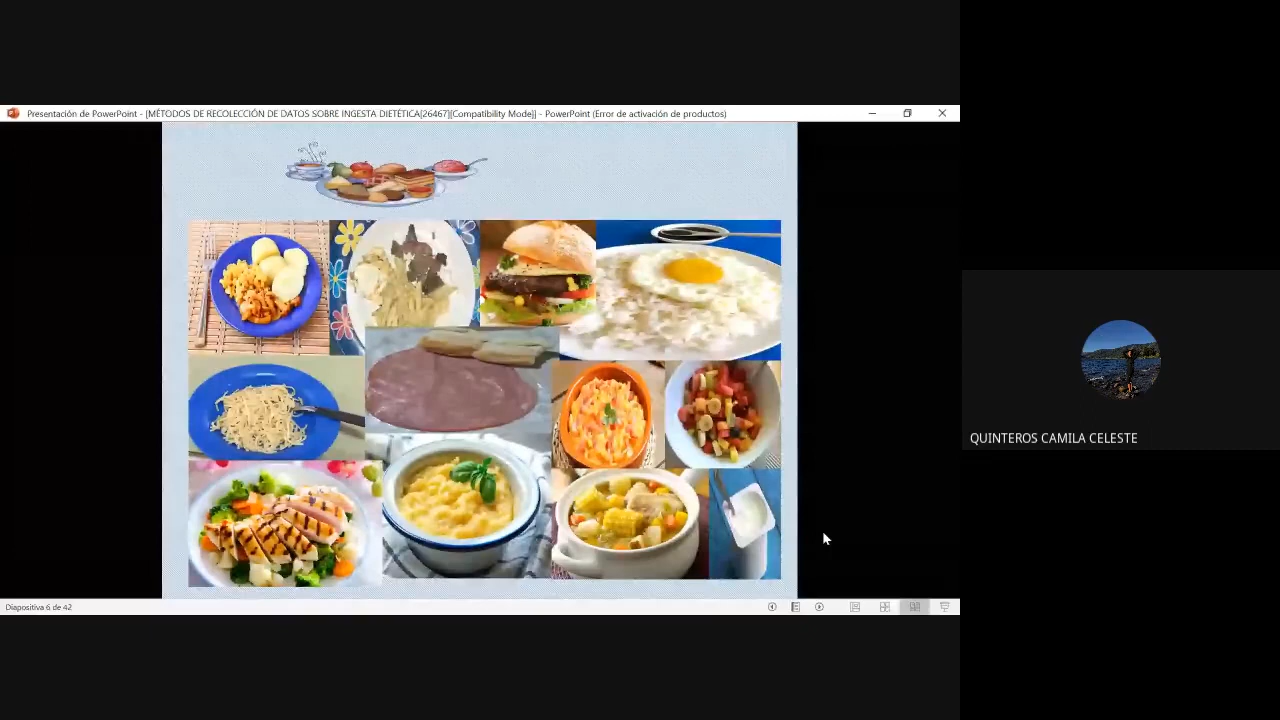 Presentación de PowerPoint - [MÉTODOS DE RECOLECCIÓN DE DATOS SOBRE INGESTA DIETÉTICA[26467][Compatibility Mode]] - PowerPoint (Error de activación de productos)
QUINTEROS CAMILA CELESTE
Diapositiva 6 de 42